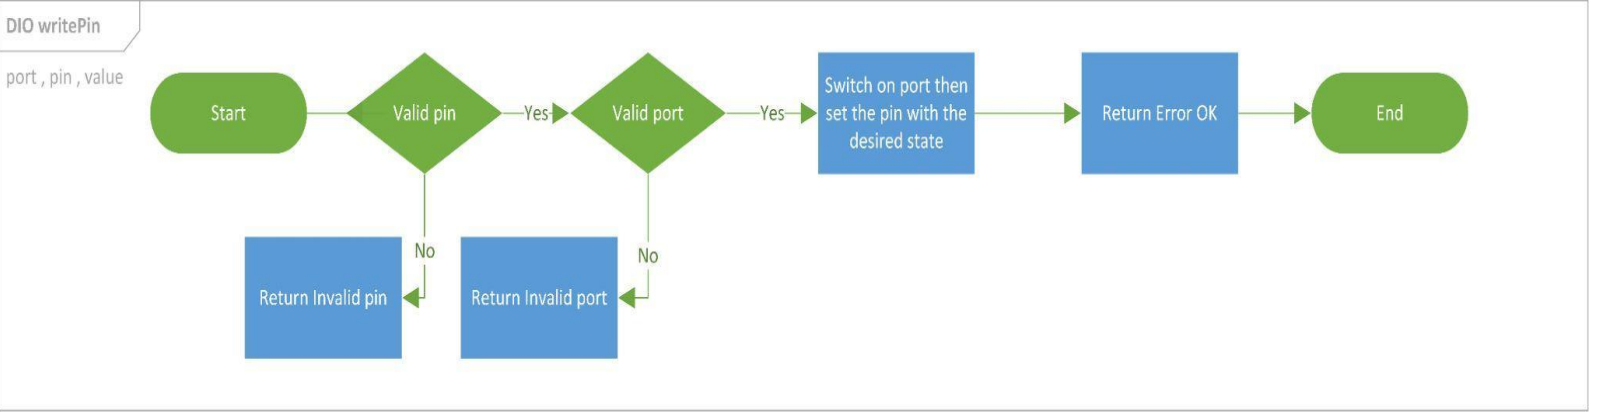 DIO writePin
port , pin , value
Start
Valid pin
Yes
Valid port
Yes
Switch on port then
set the pin with the
desired state
Return Error OK
End
No
No
Return Invalid pin
Return Invalid port